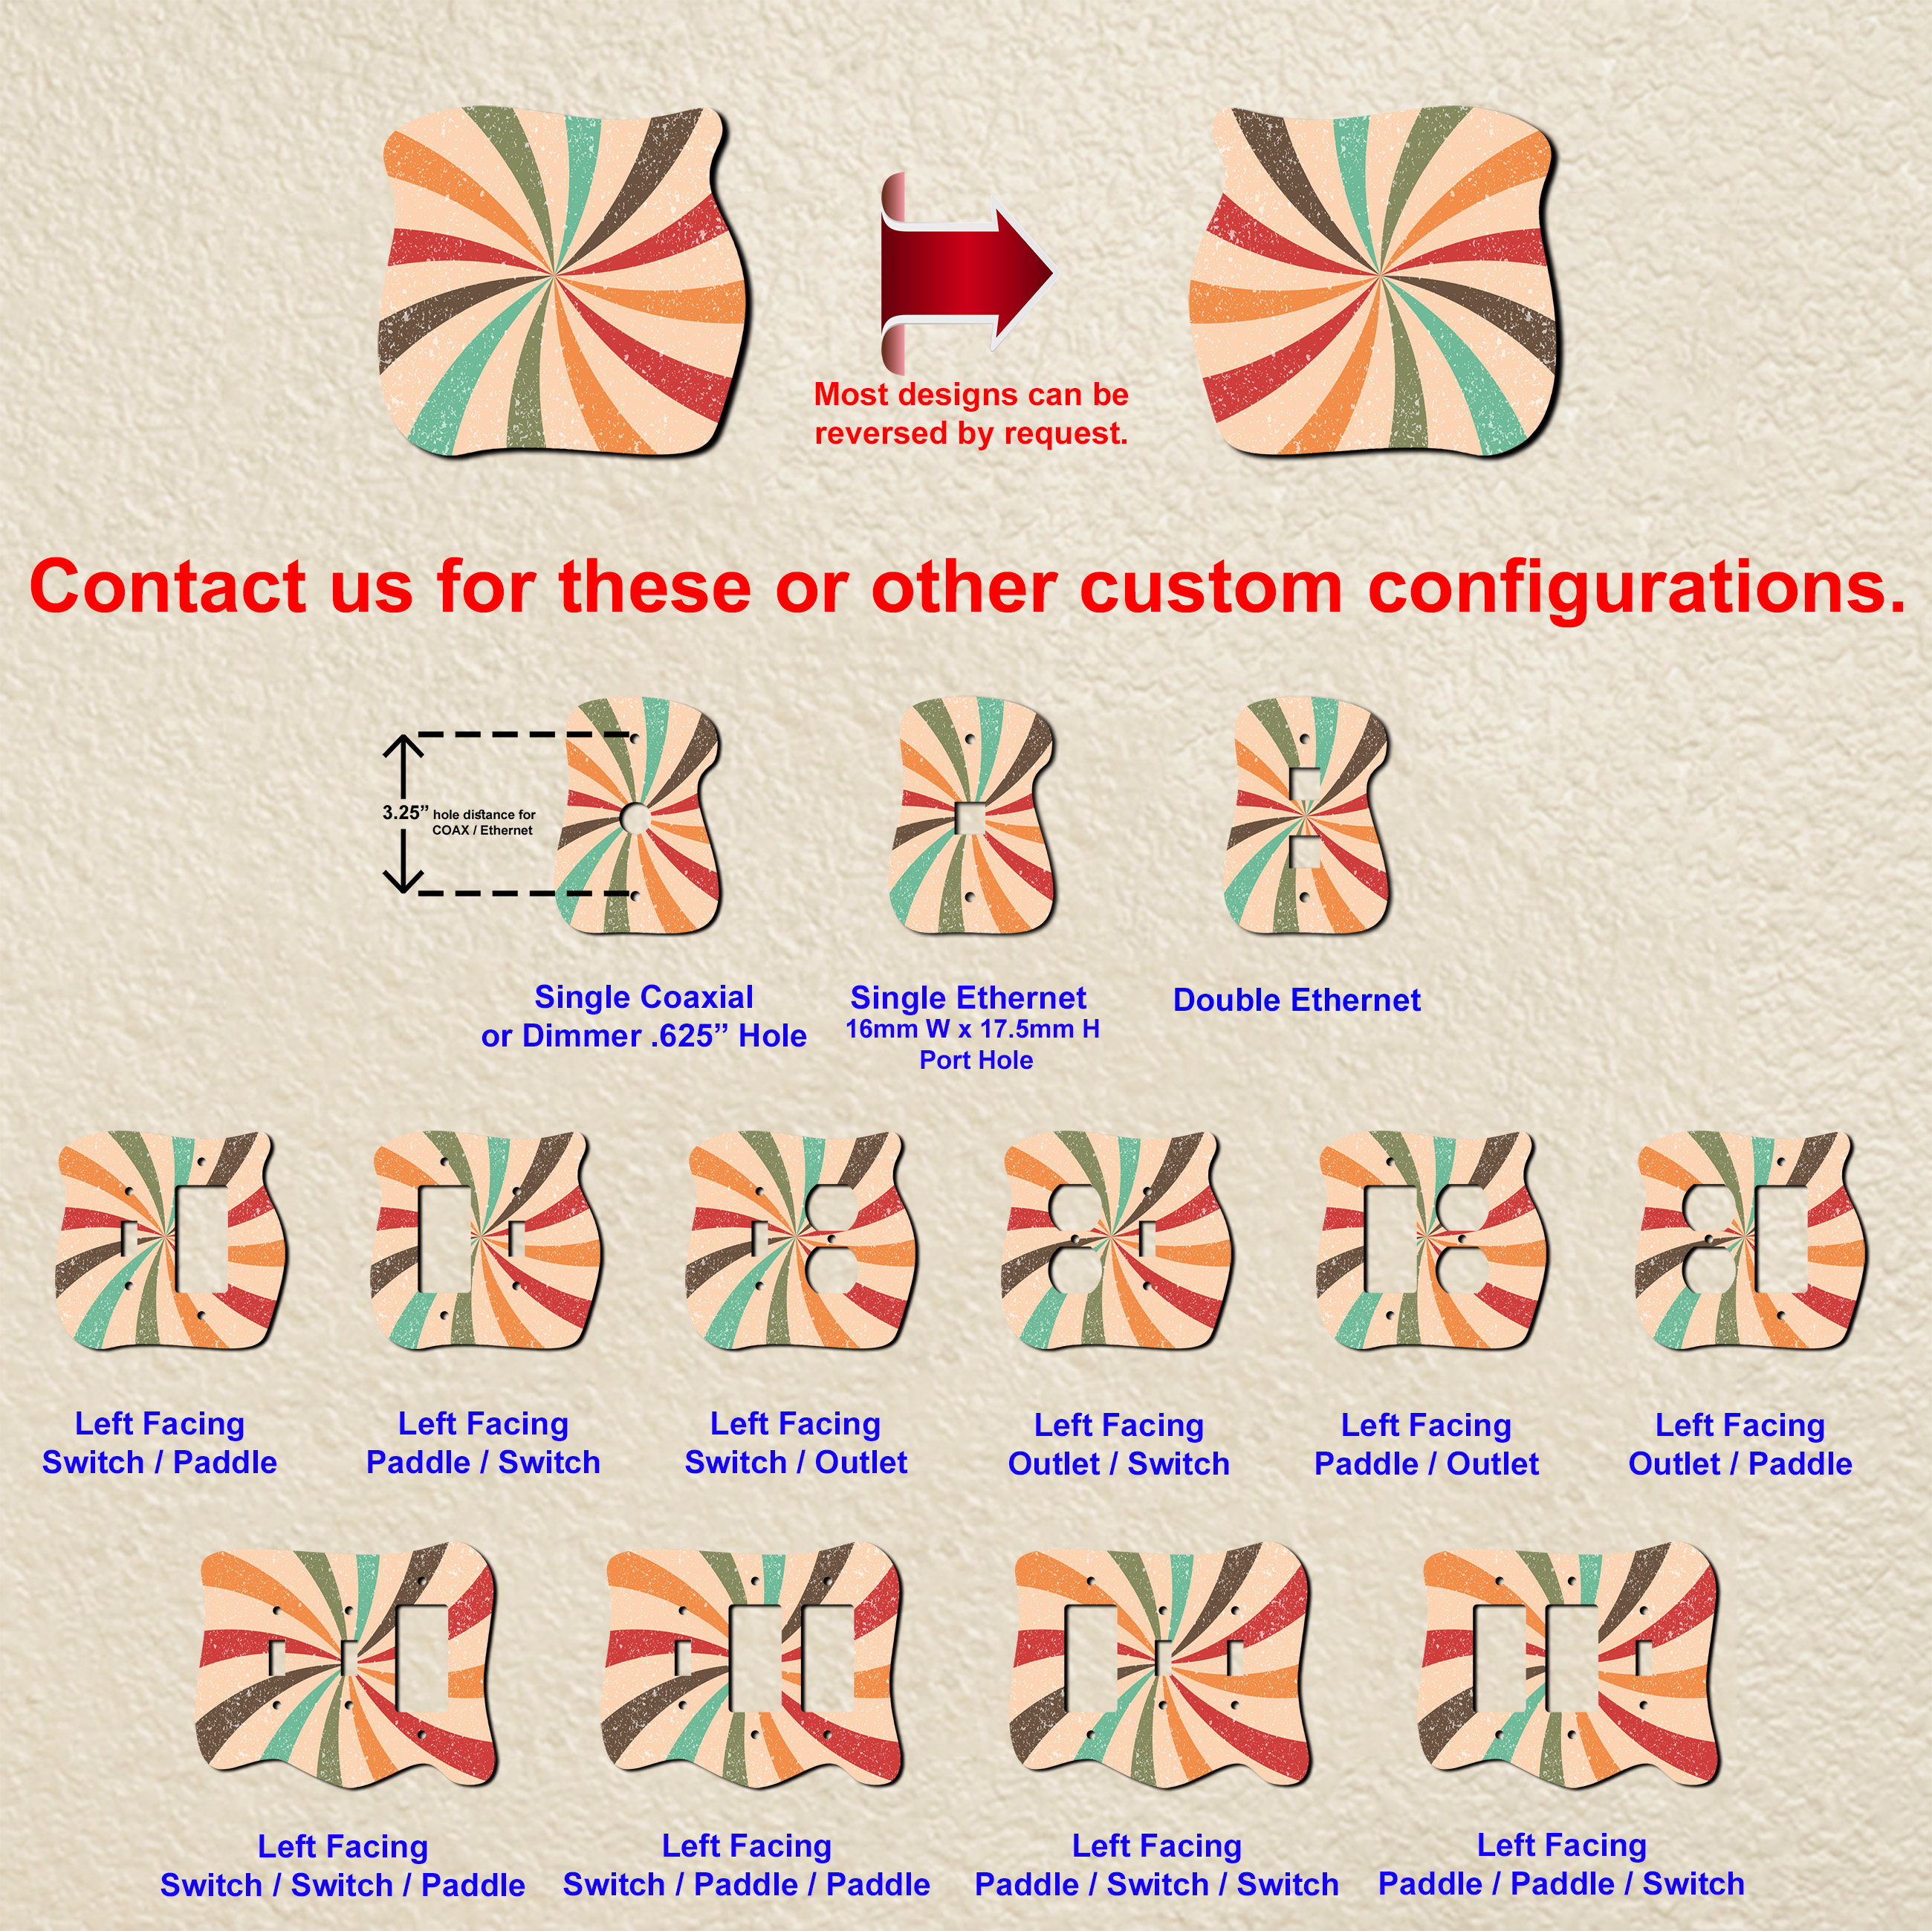 Most designs can be
reversed by request.
Contact us for these or other custom configurations.
3.25” hole distance for
COAX / Ethernet
Single Coaxial
or Dimmer .625” Hole
Single Ethernet
16mm W x 17.5mm H
Port Hole
Double Ethernet
Left Facing
Switch / Paddle
Left Facing
Paddle / Switch
Left Facing
Switch / Outlet
Left Facing
Outlet / Switch
Left Facing
Paddle / Outlet
Left Facing
Outlet / Paddle
Left Facing
Switch / Switch / Paddle
Left Facing
Switch / Paddle / Paddle
Left Facing
Paddle / Switch / Switch
Left Facing
Paddle / Paddle / Switch